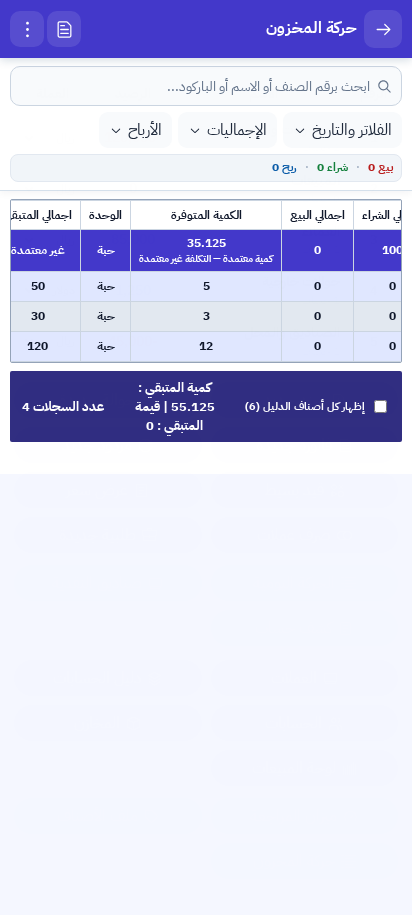 حركة المخزون
ابحث برقم الصنف أو الاسم أو الباركود...
الفلاتر والتاريخ
الإجماليات
الأرباح
بيع 0 · شراء 0 · ربح 0
اجمالي البيع الكمية المتوفرة الوحدة اجمالي
100 0 35.125 حبة غير معتمدة
كمية معتمدة — التكلفة غير معتمدة
0 0 5 حبة 50
0 0 3 حبة 30
0 0 12 حبة 120
إظهار كل أصناف الدليل (6)
كمية المتبقي :
55.125 | قيمة
المتبقي : 0
عدد السجلات 4